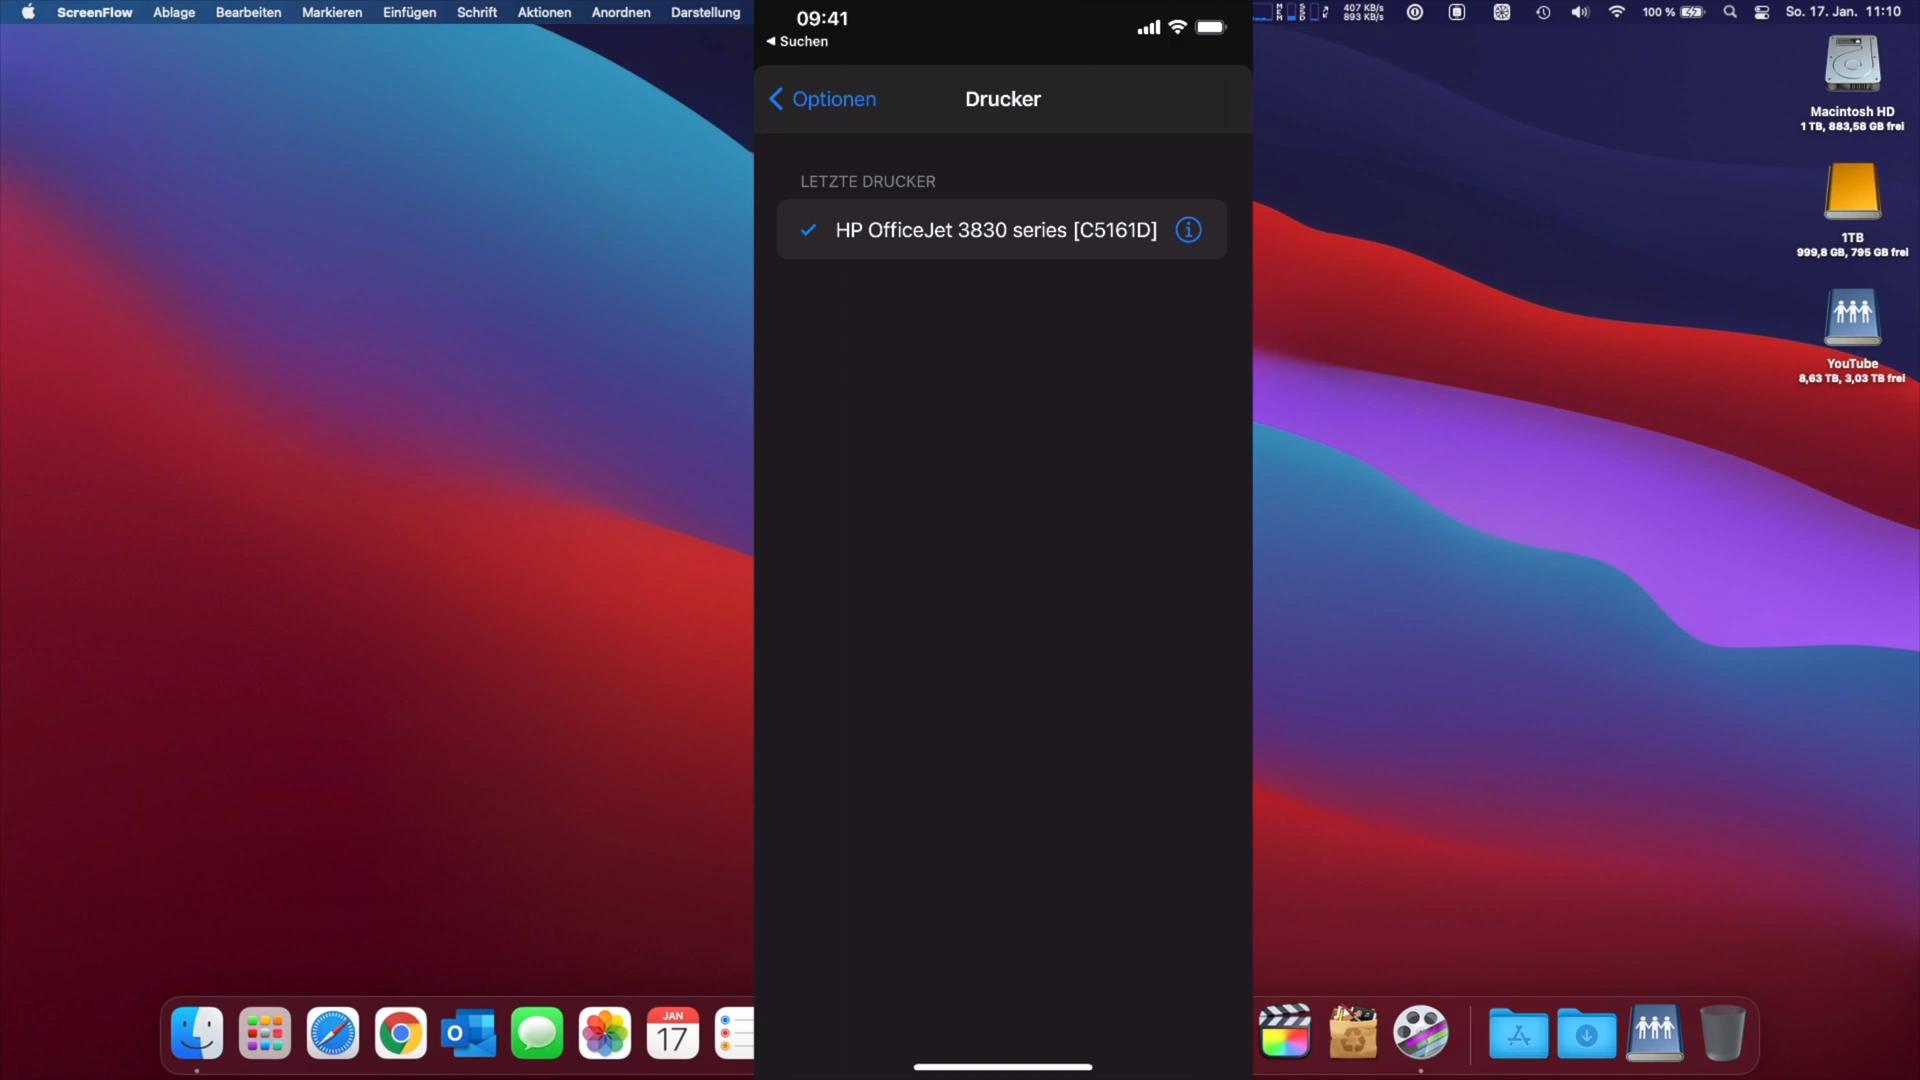 ScreenFlow Ablage Bearbeiten Markieren Einfügen Schrift Aktionen Anordnen Darstellung
407 KB/s
893 KB/s
100 %
So. 17. Jan. 11:10
09:41
Suchen
Optionen
Drucker
LETZTE DRUCKER
HP OfficeJet 3830 series [C5161D]
Macintosh HD
1 TB, 883,58 GB frei
1TB
999,8 GB, 795 GB frei
YouTube
8,63 TB, 3,03 TB frei
JAN
17